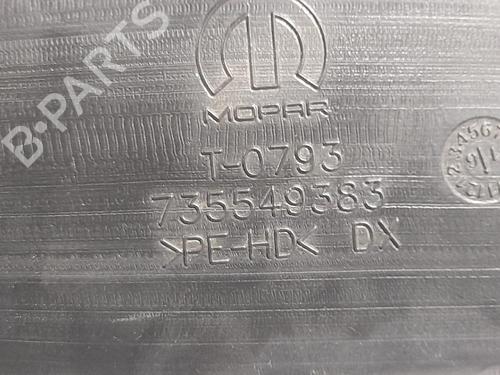 B-PARTS
MOPAR
T-0793
735549383
>PE-HD< DX